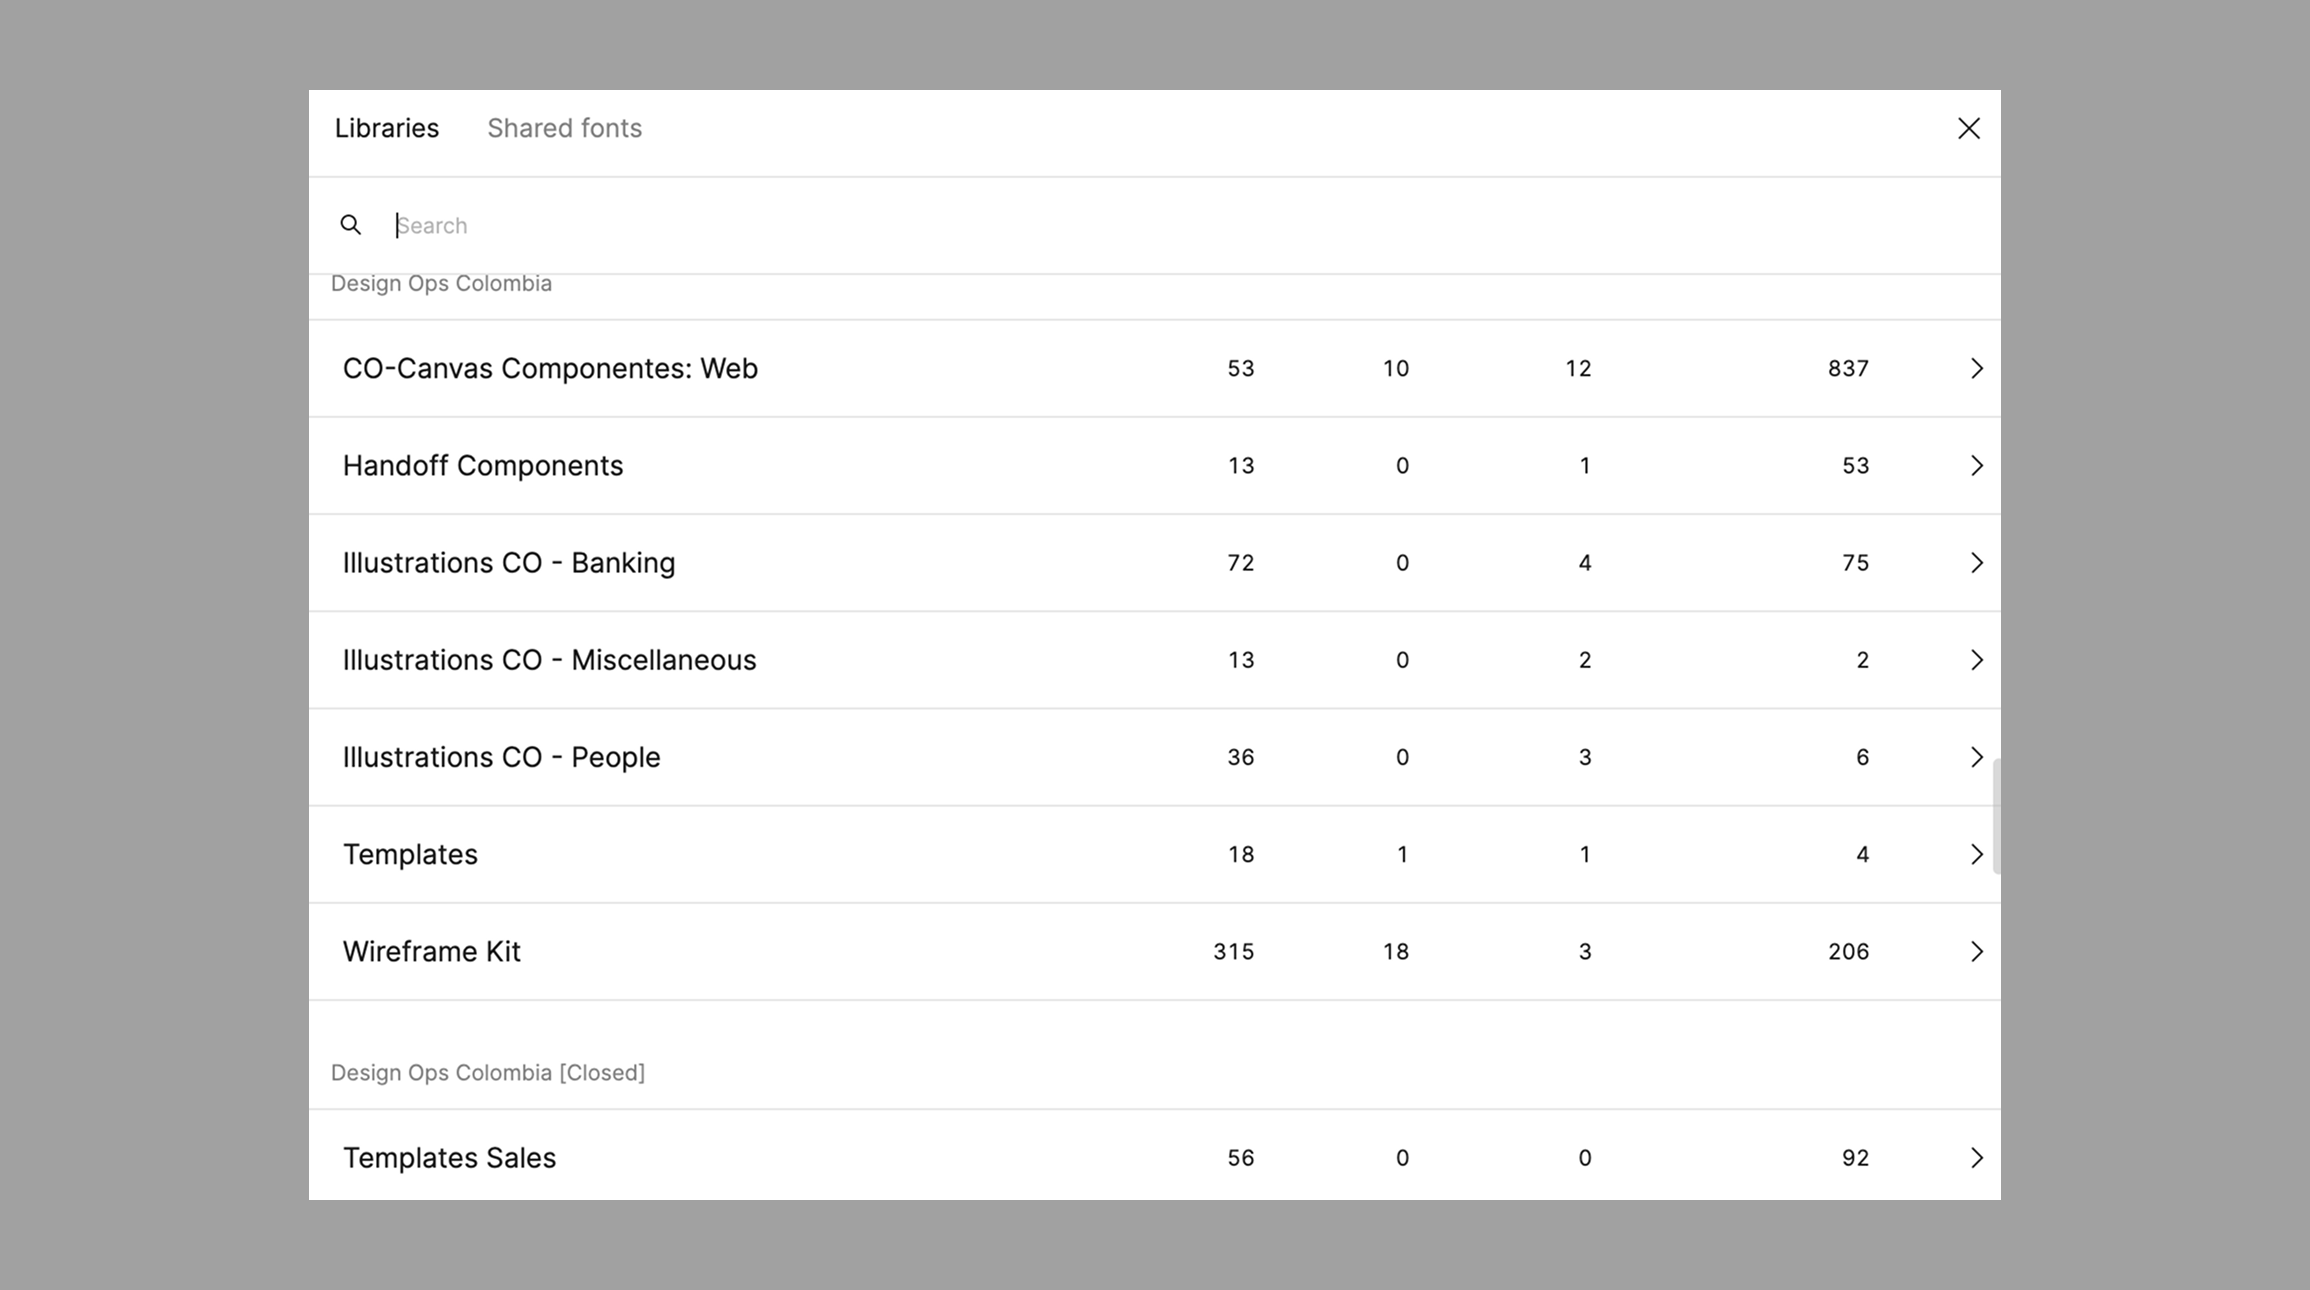 Libraries Shared fonts
Search
Design Ops Colombia
CO-Canvas Componentes: Web 53 10 12 837
Handoff Components 13 0 1 53
Illustrations CO - Banking 72 0 4 75
Illustrations CO - Miscellaneous 13 0 2 2
Illustrations CO - People 36 0 3 6
Templates 18 1 1 4
Wireframe Kit 315 18 3 206
Design Ops Colombia [Closed]
Templates Sales 56 0 0 92